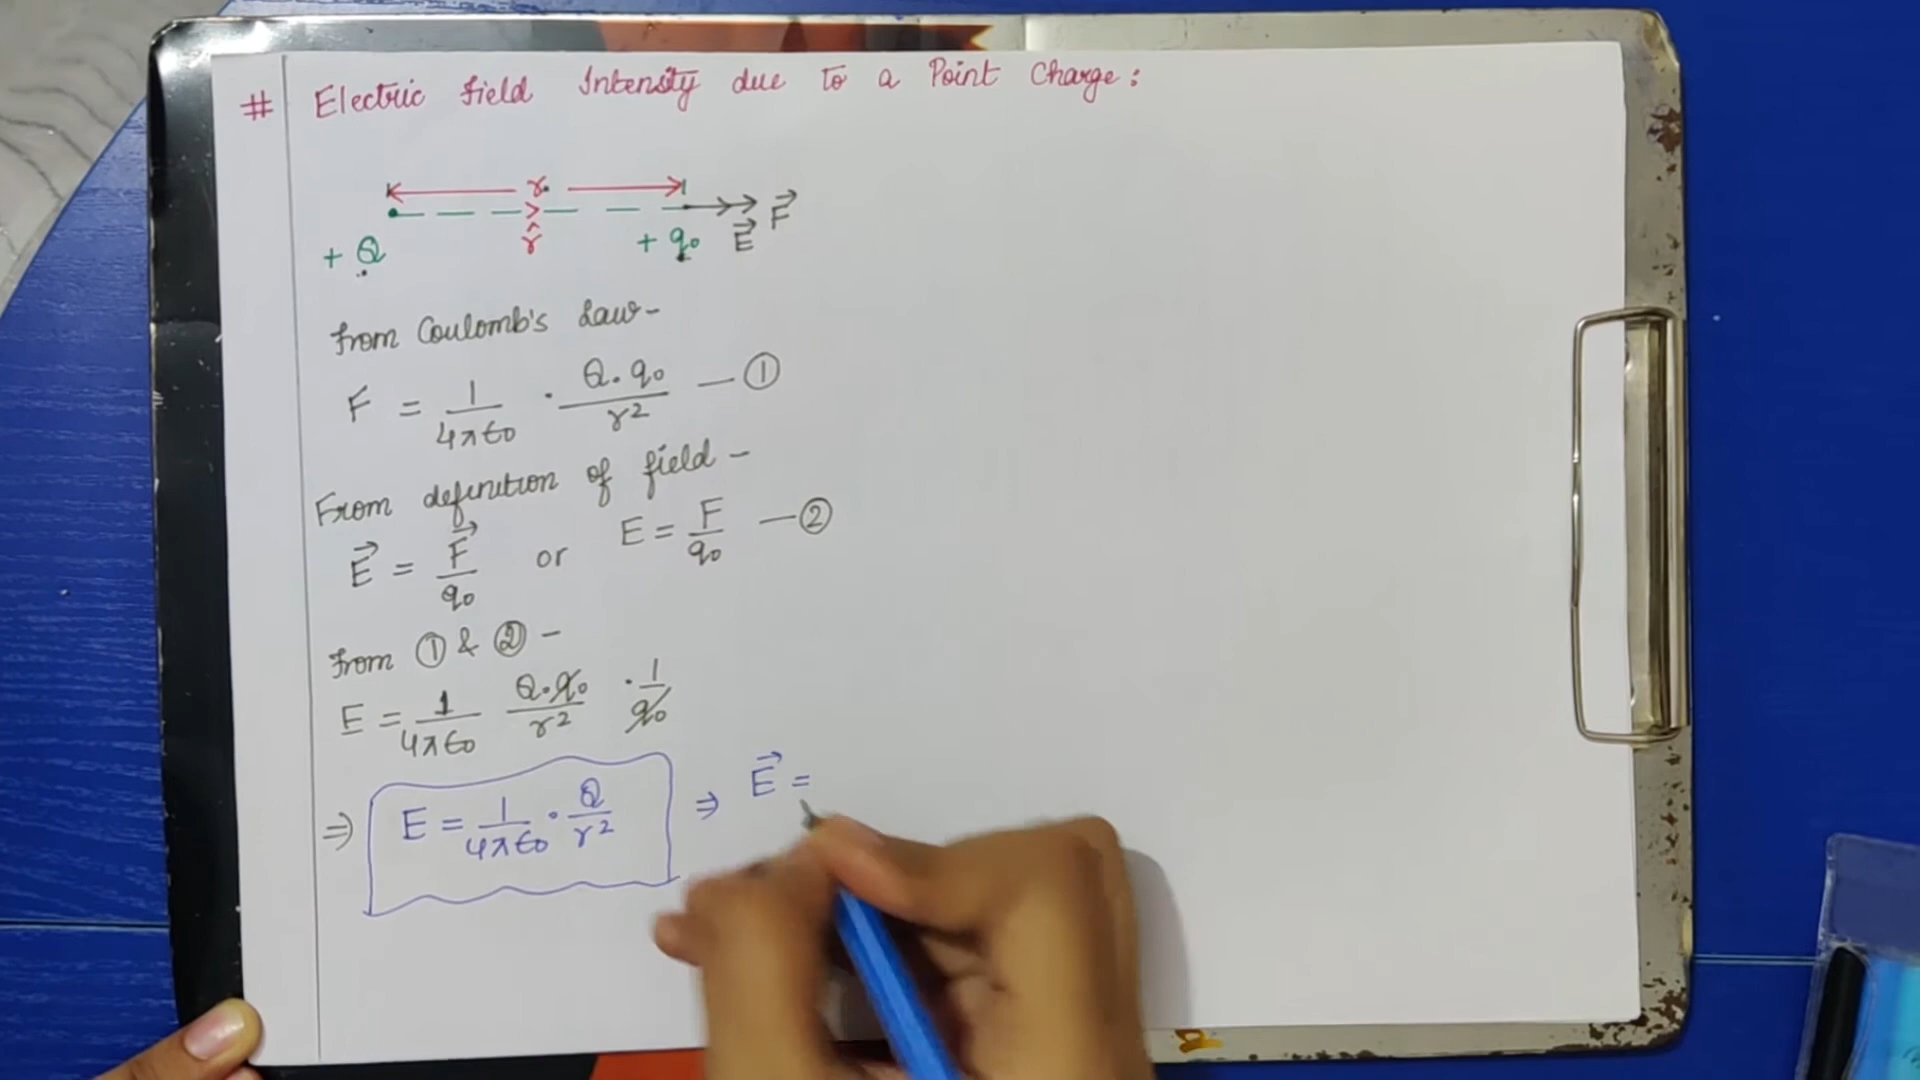 # Electric field Intensity due to a Point Charge:
r
r̂
+ Q
+ q₀
E⃗
F⃗
from Coulomb's Law-
F = 1/4πϵ₀ · Q.q₀/r² — ①
From definition of field -
E⃗ = F⃗/q₀ or E = F/q₀ — ②
from ① & ② -
E = 1/4πϵ₀ Q.q₀/r² · 1/q₀
⇒ E = 1/4πϵ₀ · Q/r² ⇒ E⃗ =